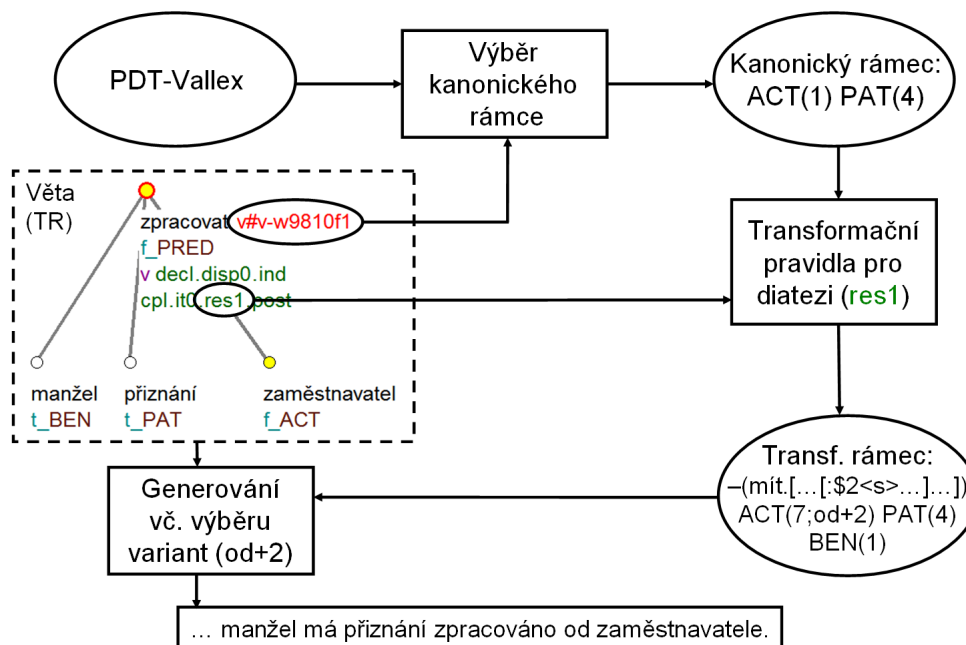 PDT-Vallex
Výběr
kanonického
rámce
Kanonický rámec:
ACT(1) PAT(4)
Věta
(TR)
zpracovat v#v-w9810f1
f_PRED
v decl.disp0.ind
cpl.it0.res1.post
manžel
t_BEN
přiznání
t_PAT
zaměstnavatel
f_ACT
Transformační
pravidla pro
diatezi (res1)
Transf. rámec:
–(mít.[…[:$2<s>…]…])
ACT(7;od+2) PAT(4)
BEN(1)
Generování
vč. výběru
variant (od+2)
… manžel má přiznání zpracováno od zaměstnavatele.